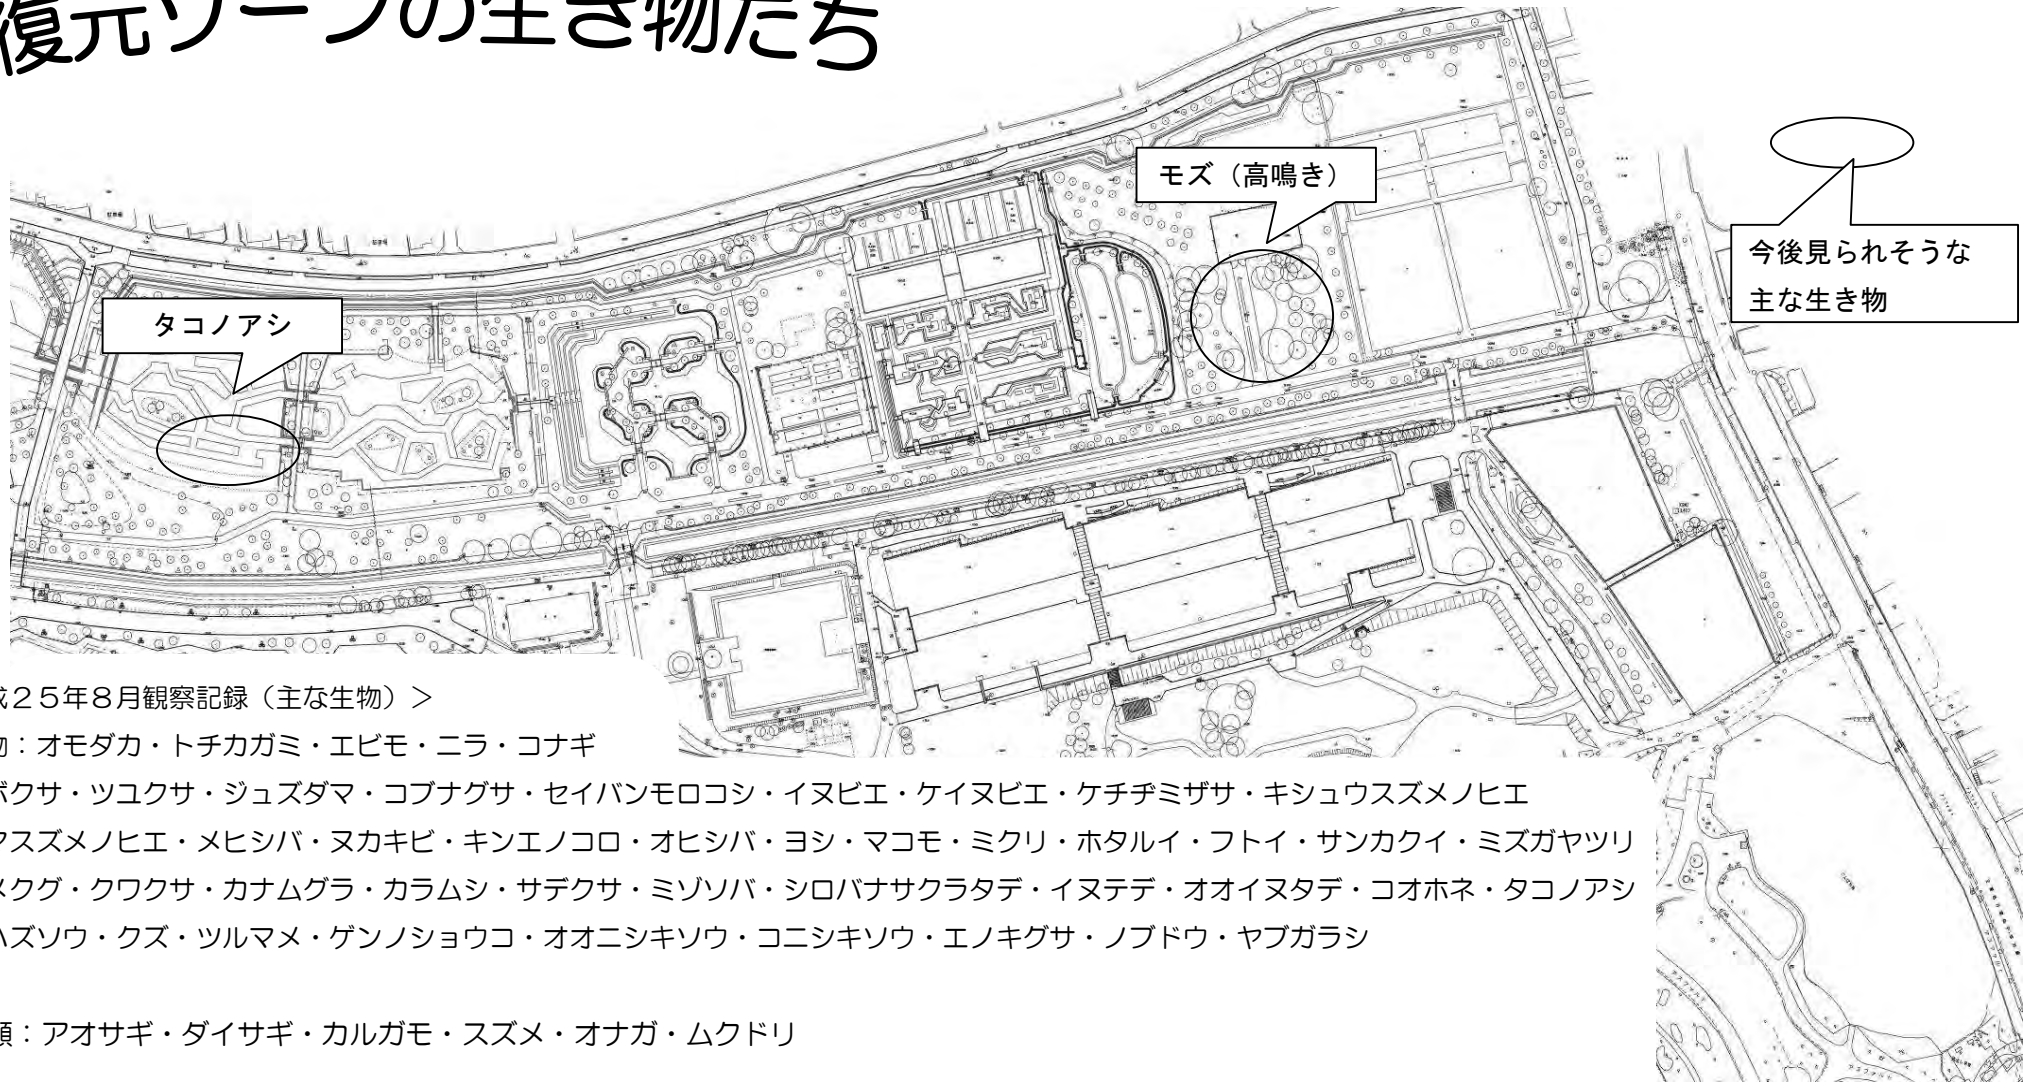 復元ゾーンの生き物たち
モズ（高鳴き）
今後見られそうな
主な生き物
タコノアシ
成２５年８月観察記録（主な生物）＞
物：オモダカ・トチカガミ・エビモ・ニラ・コナギ
ボクサ・ツユクサ・ジュズダマ・コブナグサ・セイバンモロコシ・イヌビエ・ケイヌビエ・ケチヂミザサ・キシュウスズメノヒエ
スズメノヒエ・メヒシバ・ヌカキビ・キンエノコロ・オヒシバ・ヨシ・マコモ・ミクリ・ホタルイ・フトイ・サンカクイ・ミズガヤツリ
メクグ・クワクサ・カナムグラ・カラムシ・サデクサ・ミゾソバ・シロバナサクラタデ・イヌテデ・オオイヌタデ・コオホネ・タコノアシ
ハズソウ・クズ・ツルマメ・ゲンノショウコ・オオニシキソウ・コニシキソウ・エノキグサ・ノブドウ・ヤブガラシ
類：アオサギ・ダイサギ・カルガモ・スズメ・オナガ・ムクドリ